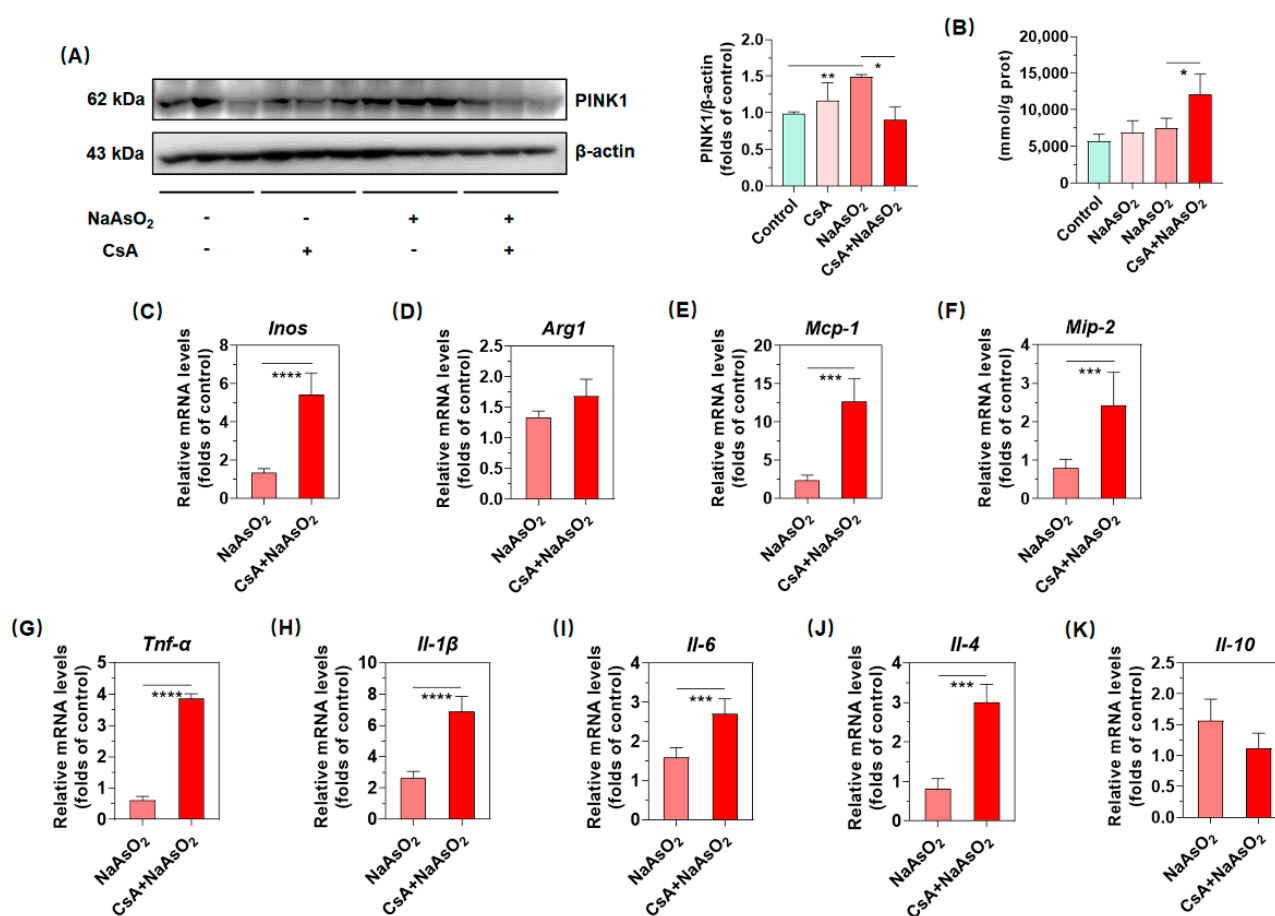 (A)
62 kDa
PINK1
43 kDa
β-actin
NaAsO₂ - - + +
CsA - + - +
PINK1/β-actin
(folds of control)
2.0
1.5
1.0
0.5
0.0
**
*
Control
CsA
NaAsO₂
CsA+NaAsO₂
(B)
(mmol/g prot)
20,000
15,000
10,000
5,000
0
*
Control
NaAsO₂
NaAsO₂
CsA+NaAsO₂
(C)
Inos
Relative mRNA levels
(folds of control)
8
6
4
2
0
****
NaAsO₂
CsA+NaAsO₂
(D)
Arg1
Relative mRNA levels
(folds of control)
2.5
2.0
1.5
1.0
0.5
0.0
NaAsO₂
CsA+NaAsO₂
(E)
Mcp-1
Relative mRNA levels
(folds of control)
20
15
10
5
0
***
NaAsO₂
CsA+NaAsO₂
(F)
Mip-2
Relative mRNA levels
(folds of control)
4
3
2
1
0
***
NaAsO₂
CsA+NaAsO₂
(G)
Tnf-α
Relative mRNA levels
(folds of control)
5
4
3
2
1
0
****
NaAsO₂
CsA+NaAsO₂
(H)
Il-1β
Relative mRNA levels
(folds of control)
10
8
6
4
2
0
****
NaAsO₂
CsA+NaAsO₂
(I)
Il-6
Relative mRNA levels
(folds of control)
4
3
2
1
0
***
NaAsO₂
CsA+NaAsO₂
(J)
Il-4
Relative mRNA levels
(folds of control)
4
3
2
1
0
***
NaAsO₂
CsA+NaAsO₂
(K)
Il-10
Relative mRNA levels
(folds of control)
2.5
2.0
1.5
1.0
0.5
0.0
NaAsO₂
CsA+NaAsO₂